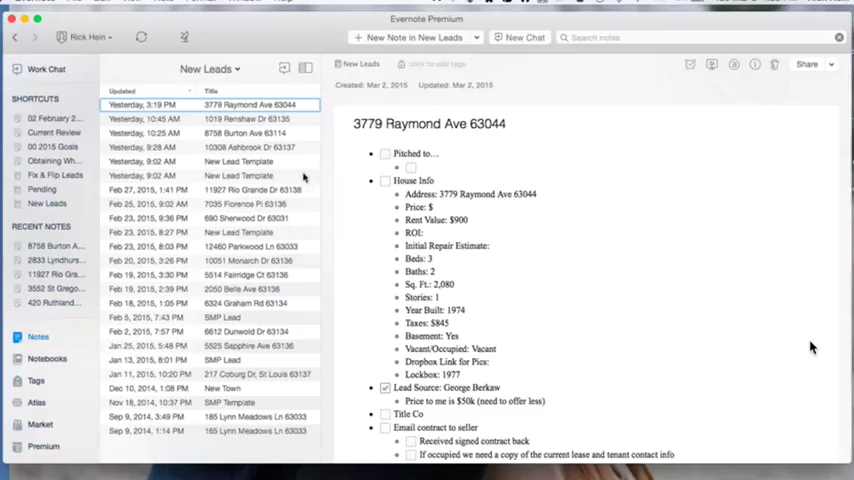 Evernote Premium
Rick Hein
+ New Note in New Leads
New Chat
Search notes
Work Chat
SHORTCUTS
02 February 2...
Current Review
00 2015 Goals
Obtaining Wh...
Fix & Flip Leads
Pending
New Leads
RECENT NOTES
8758 Burton A...
2833 Lyndhurs...
11927 Rio Gra...
3552 St Grego...
420 Ruthland...
Notes
Notebooks
Tags
Atlas
Market
Premium
New Leads
Updated Title
Yesterday, 3:19 PM 3779 Raymond Ave 63044
Yesterday, 10:45 AM 1019 Renshaw Dr 63135
Yesterday, 10:25 AM 8758 Burton Ave 63114
Yesterday, 9:28 AM 10308 Ashbrook Dr 63137
Yesterday, 9:02 AM New Lead Template
Yesterday, 9:02 AM New Lead Template
Feb 27, 2015, 1:41 PM 11927 Rio Grande Dr 63138
Feb 25, 2015, 9:02 AM 7035 Florence Pl 63136
Feb 23, 2015, 9:36 PM 690 Sherwood Dr 63031
Feb 23, 2015, 8:27 PM New Lead Template
Feb 23, 2015, 8:03 PM 12460 Parkwood Ln 63033
Feb 20, 2015, 3:26 PM 10051 Monarch Dr 63136
Feb 19, 2015, 3:30 PM 5514 Fairridge Ct 63136
Feb 19, 2015, 3:29 PM 2050 Belle Ave 63136
Feb 18, 2015, 1:05 PM 6324 Graham Rd 63134
Feb 5, 2015, 7:43 PM SMP Lead
Feb 2, 2015, 7:57 PM 6612 Dunwold Dr 63134
Jan 25, 2015, 5:48 PM 5525 Sapphire Ave 63136
Jan 13, 2015, 8:01 PM SMP Lead
Jan 11, 2015, 10:20 PM 217 Coburg Dr, St Louis 63137
Dec 10, 2014, 1:08 PM New Town
Nov 18, 2014, 10:37 PM SMP Template
Sep 9, 2014, 3:49 PM 185 Lynn Meadows Ln 63033
Sep 9, 2014, 1:14 PM 165 Lynn Meadows Ln 63033
New Leads
click to add tags
Share
Created: Mar 2, 2015 Updated: Mar 2, 2015
3779 Raymond Ave 63044
Pitched to...
House Info
Address: 3779 Raymond Ave 63044
Price: $
Rent Value: $900
ROI:
Initial Repair Estimate:
Beds: 3
Baths: 2
Sq. Ft.: 2,080
Stories: 1
Year Built: 1974
Taxes: $845
Basement: Yes
Vacant/Occupied: Vacant
Dropbox Link for Pics:
Lockbox: 1977
Lead Source: George Berkaw
Price to me is $50k (need to offer less)
Title Co
Email contract to seller
Received signed contract back
If occupied we need a copy of the current lease and tenant contact info